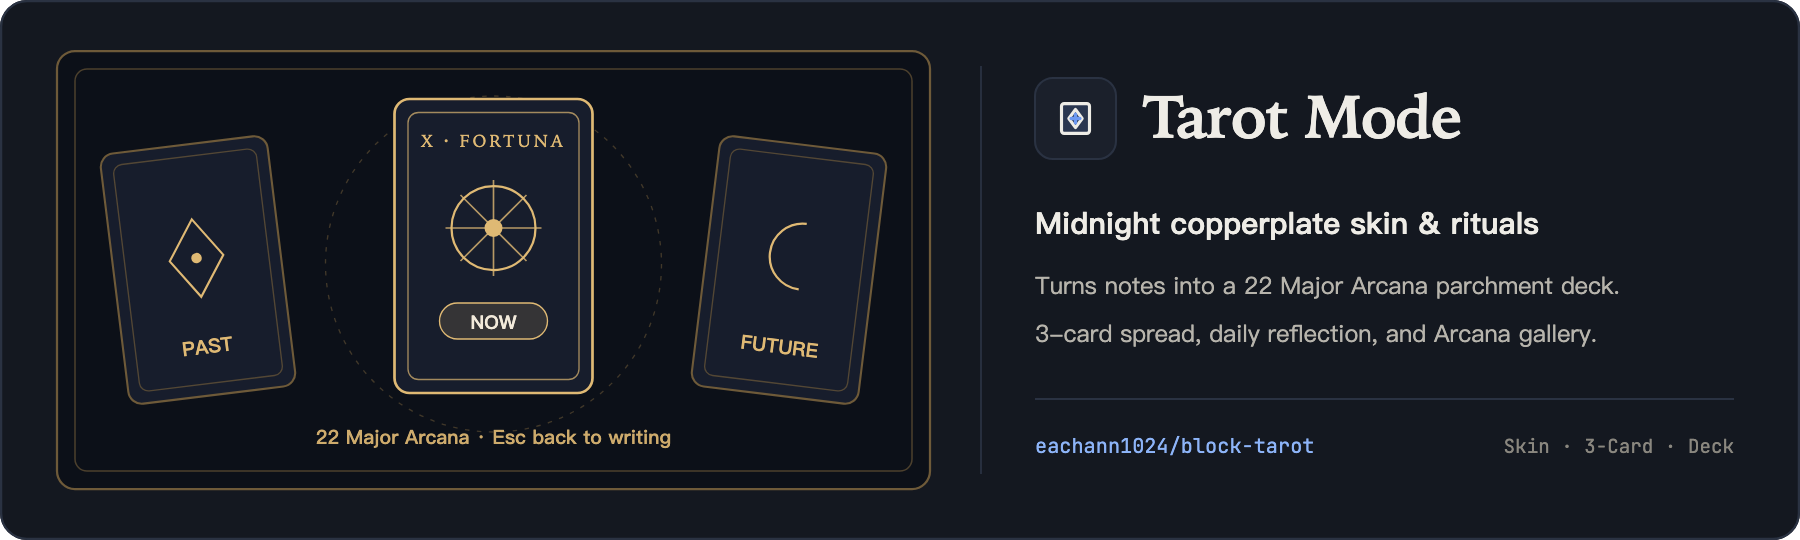 X · FORTUNA
NOW
PAST
FUTURE
22 Major Arcana · Esc back to writing
Tarot Mode
Midnight copperplate skin & rituals
Turns notes into a 22 Major Arcana parchment deck.
3–card spread, daily reflection, and Arcana gallery.
eachann1024/block-tarot
Skin · 3-Card · Deck